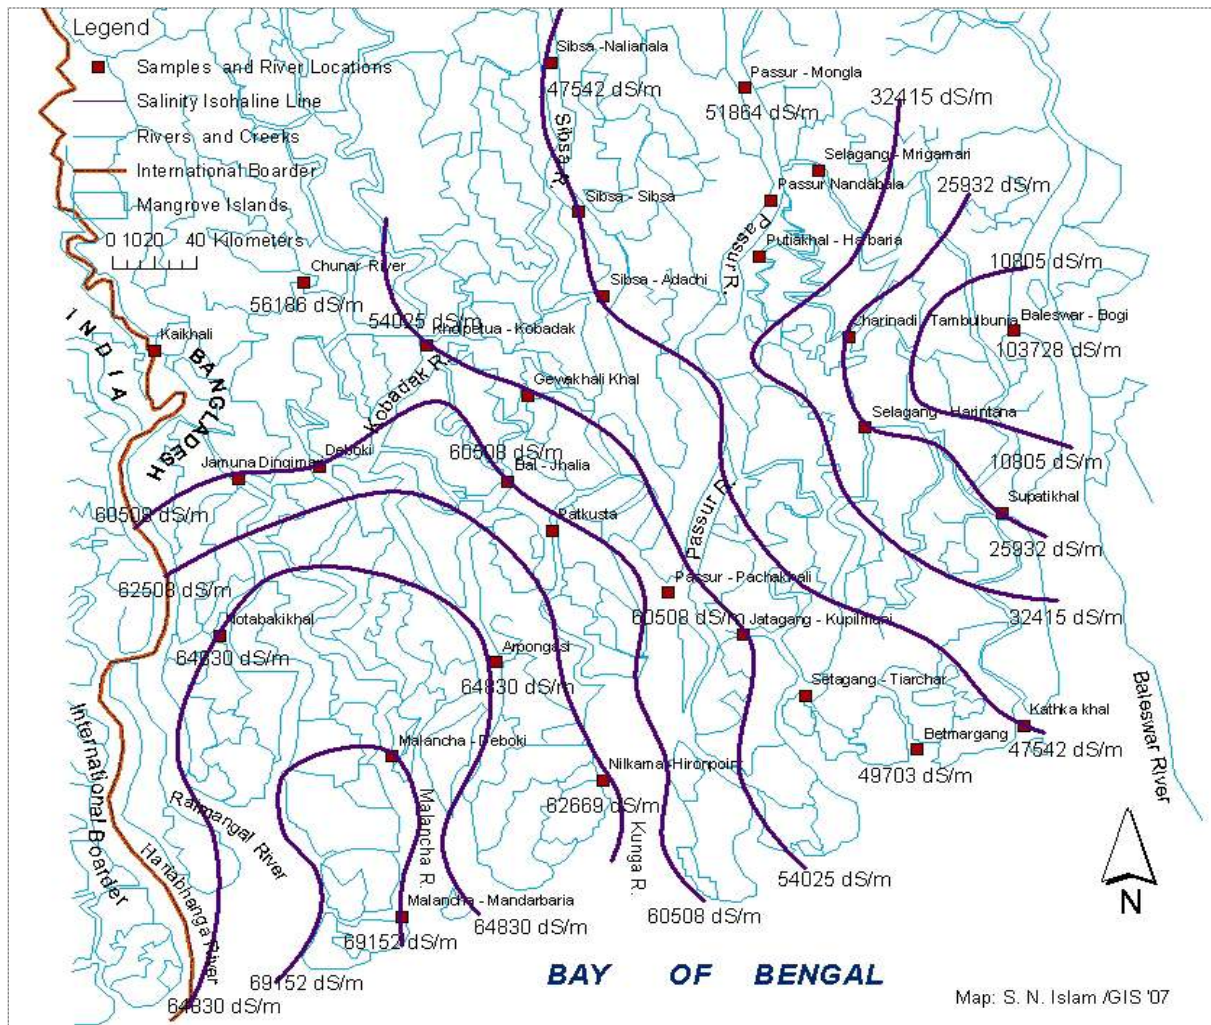 Legend
Samples and River Locations
Salinity Isohaline Line
Rivers and Creeks
International Boarder
Mangrove Islands
0 1020 40 Kilometers
Sibsa -Nalianala
47542 dS/m
Passur - Mongla
51864 dS/m
32415 dS/m
Sibsa R.
Selagang- Mrigamari
Passur Nandabala
25932 dS/m
Sibsa - Sibsa
Passur R.
Putiakhal - Harbaria
10805 dS/m
Chunar River
56186 dS/m
Sibsa - Adachi
54025 dS/m
Kholpetua - Kobadak
Charinadi - Tambulbunia
Baleswar - Bogi
103728 dS/m
INDIA
BANGLADESH
Kaikhali
Kobadak R.
Gewakhali Khal
Selagang - Harintana
10805 dS/m
60508 dS/m
Jamuna Dingimari
Deboki
Bal - Jhalia
60508 dS/m
Supatikhal
25932 dS/m
Patkusta
Passur R.
62508 dS/m
Passur - Pachakhali
60508 dS/m
Jatagang - Kupilmuni
32415 dS/m
Notabakikhal
64830 dS/m
Arpongasi
64830 dS/m
Setagang - Tiarchar
Baleswar River
Kathka khal
47542 dS/m
Betmargang
49703 dS/m
International Boarder
Malancha - Deboki
Nilkama-Hironpoin
62669 dS/m
Raimangal River
Malancha R.
Kunga R.
Hariabhanga River
54025 dS/m
Malancha - Mandarbaria
69152 dS/m
64830 dS/m
60508 dS/m
N
69152 dS/m
64830 dS/m
BAY OF BENGAL
Map: S. N. Islam /GIS '07